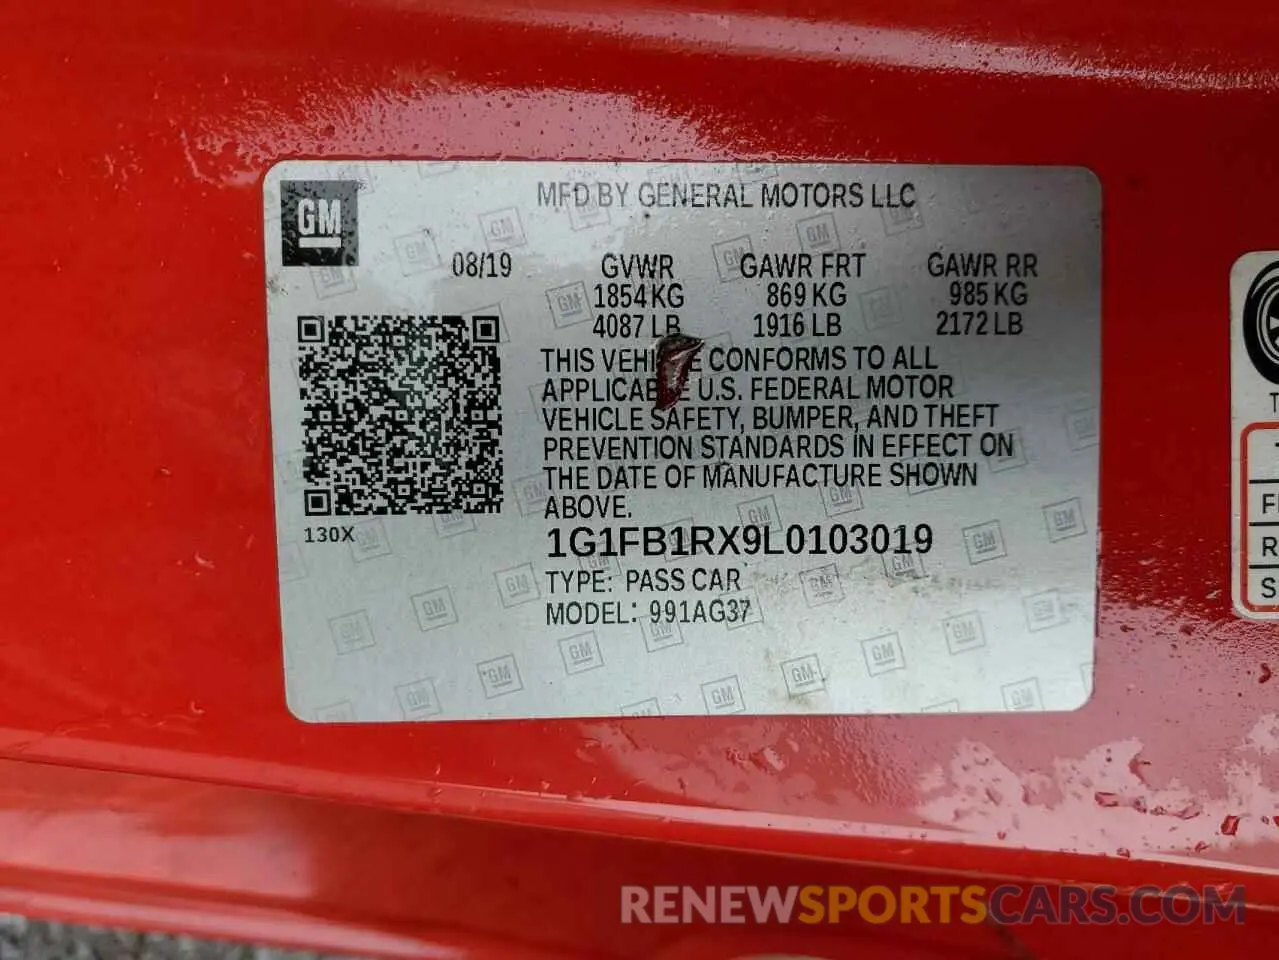 GM
MFD BY GENERAL MOTORS LLC
08/19 GVWR GAWR FRT GAWR RR
1854 KG 869 KG 985 KG
4087 LB 1916 LB 2172 LB
THIS VEHICLE CONFORMS TO ALL
APPLICABLE U.S. FEDERAL MOTOR
VEHICLE SAFETY, BUMPER, AND THEFT
PREVENTION STANDARDS IN EFFECT ON
THE DATE OF MANUFACTURE SHOWN
ABOVE.
130X
1G1FB1RX9L0103019
TYPE: PASS CAR
MODEL: 991AG37
RENEWSPORTSCARS.COM